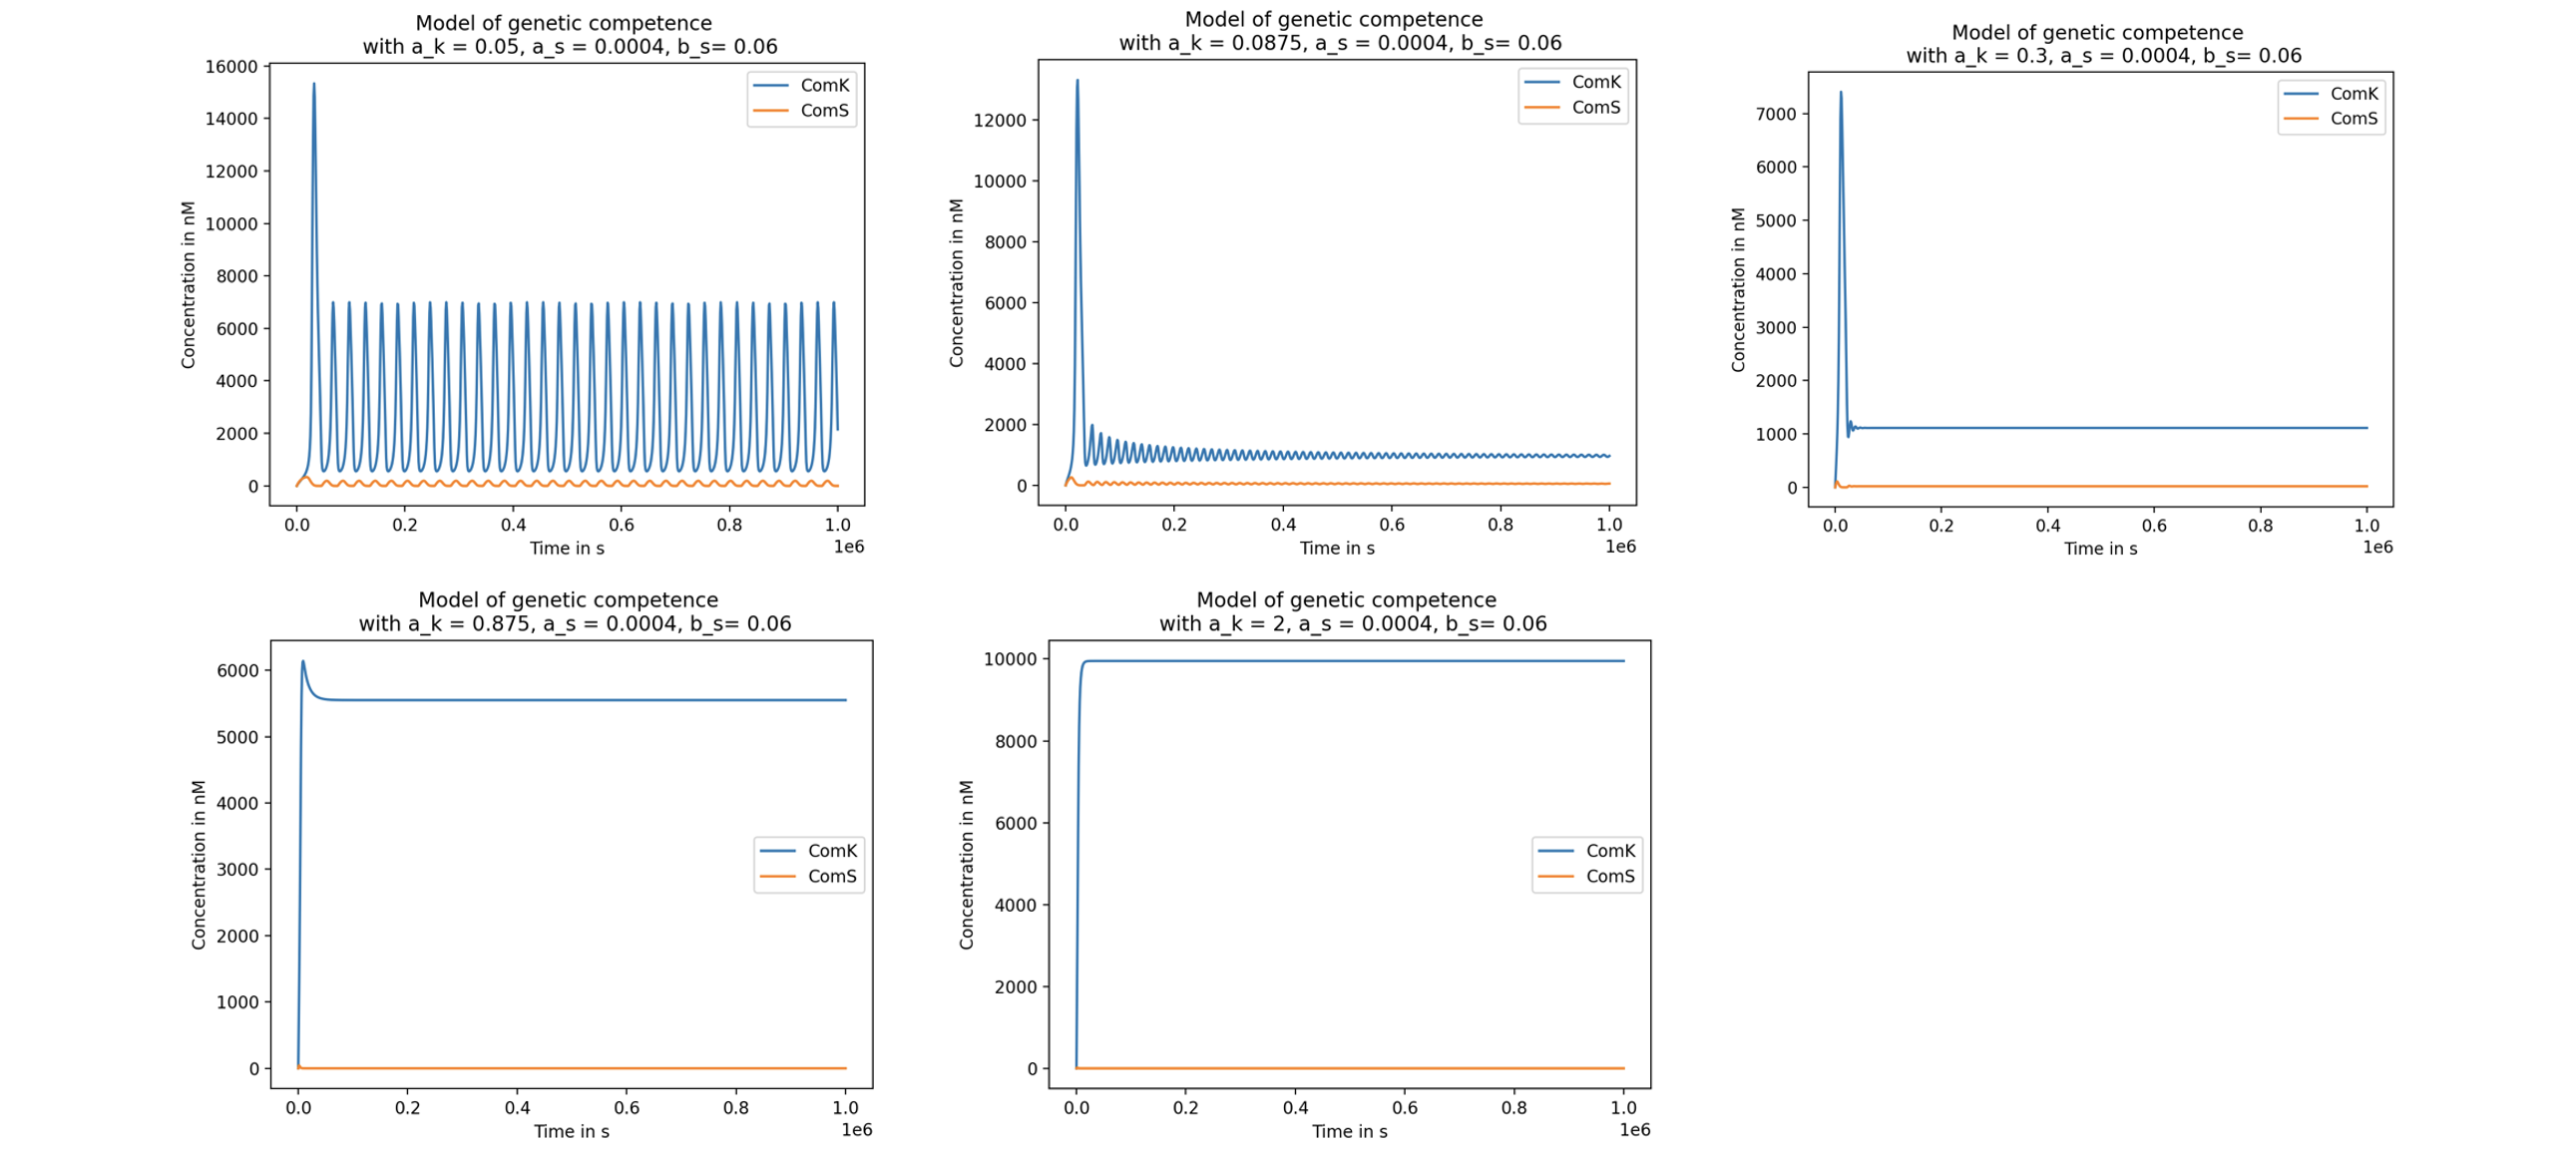 Model of genetic competence
with a_k = 0.05, a_s = 0.0004, b_s= 0.06
16000
14000
12000
10000
8000
6000
4000
2000
0
Concentration in nM
ComK
ComS
0.0 0.2 0.4 0.6 0.8 1.0
Time in s
1e6
Model of genetic competence
with a_k = 0.0875, a_s = 0.0004, b_s= 0.06
12000
10000
8000
6000
4000
2000
0
Concentration in nM
ComK
ComS
0.0 0.2 0.4 0.6 0.8 1.0
Time in s
1e6
Model of genetic competence
with a_k = 0.3, a_s = 0.0004, b_s= 0.06
7000
6000
5000
4000
3000
2000
1000
0
Concentration in nM
ComK
ComS
0.0 0.2 0.4 0.6 0.8 1.0
Time in s
1e6
Model of genetic competence
with a_k = 0.875, a_s = 0.0004, b_s= 0.06
6000
5000
4000
3000
2000
1000
0
Concentration in nM
ComK
ComS
0.0 0.2 0.4 0.6 0.8 1.0
Time in s
1e6
Model of genetic competence
with a_k = 2, a_s = 0.0004, b_s= 0.06
10000
8000
6000
4000
2000
0
Concentration in nM
ComK
ComS
0.0 0.2 0.4 0.6 0.8 1.0
Time in s
1e6